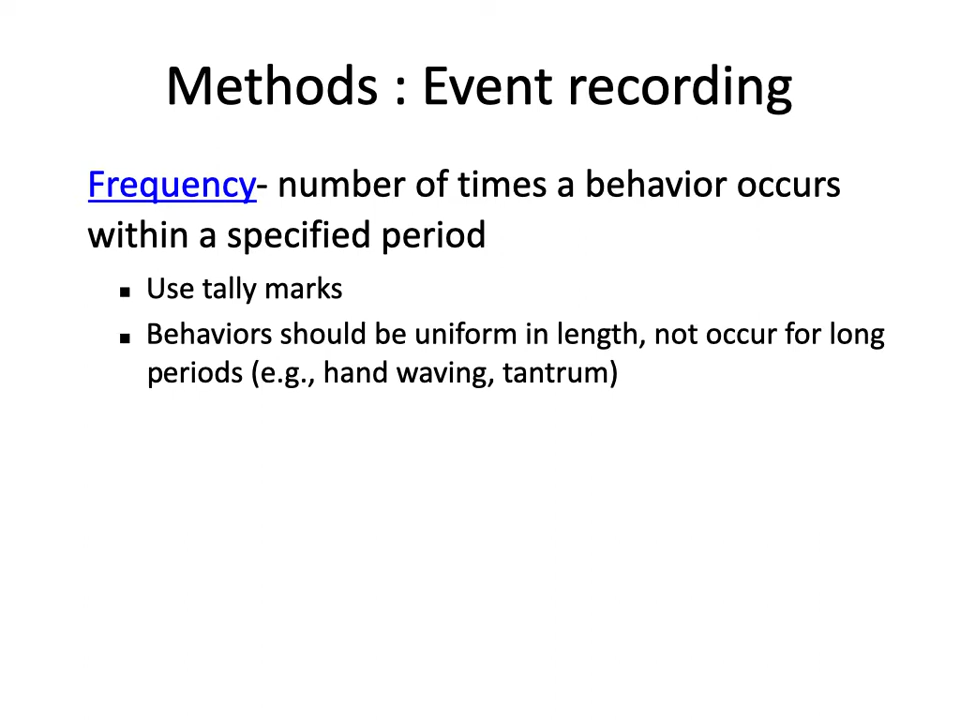 Methods : Event recording
Frequency- number of times a behavior occurs
within a specified period
▪ Use tally marks
▪ Behaviors should be uniform in length, not occur for long
periods (e.g., hand waving, tantrum)